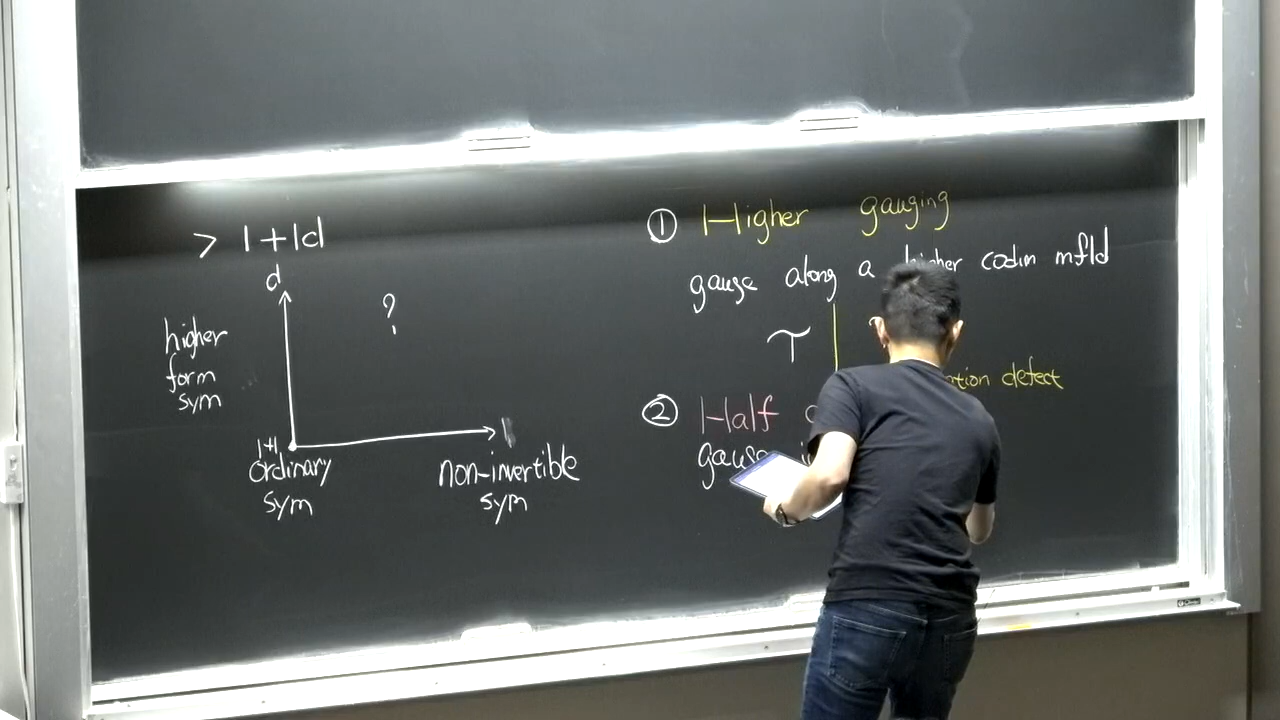 > 1+1d
d
?
higher
form
sym
1+1
ordinary
sym
non-invertible
sym
① Higher gauging
gauge along a higher codim mfld
T
defect
② Half
gauge